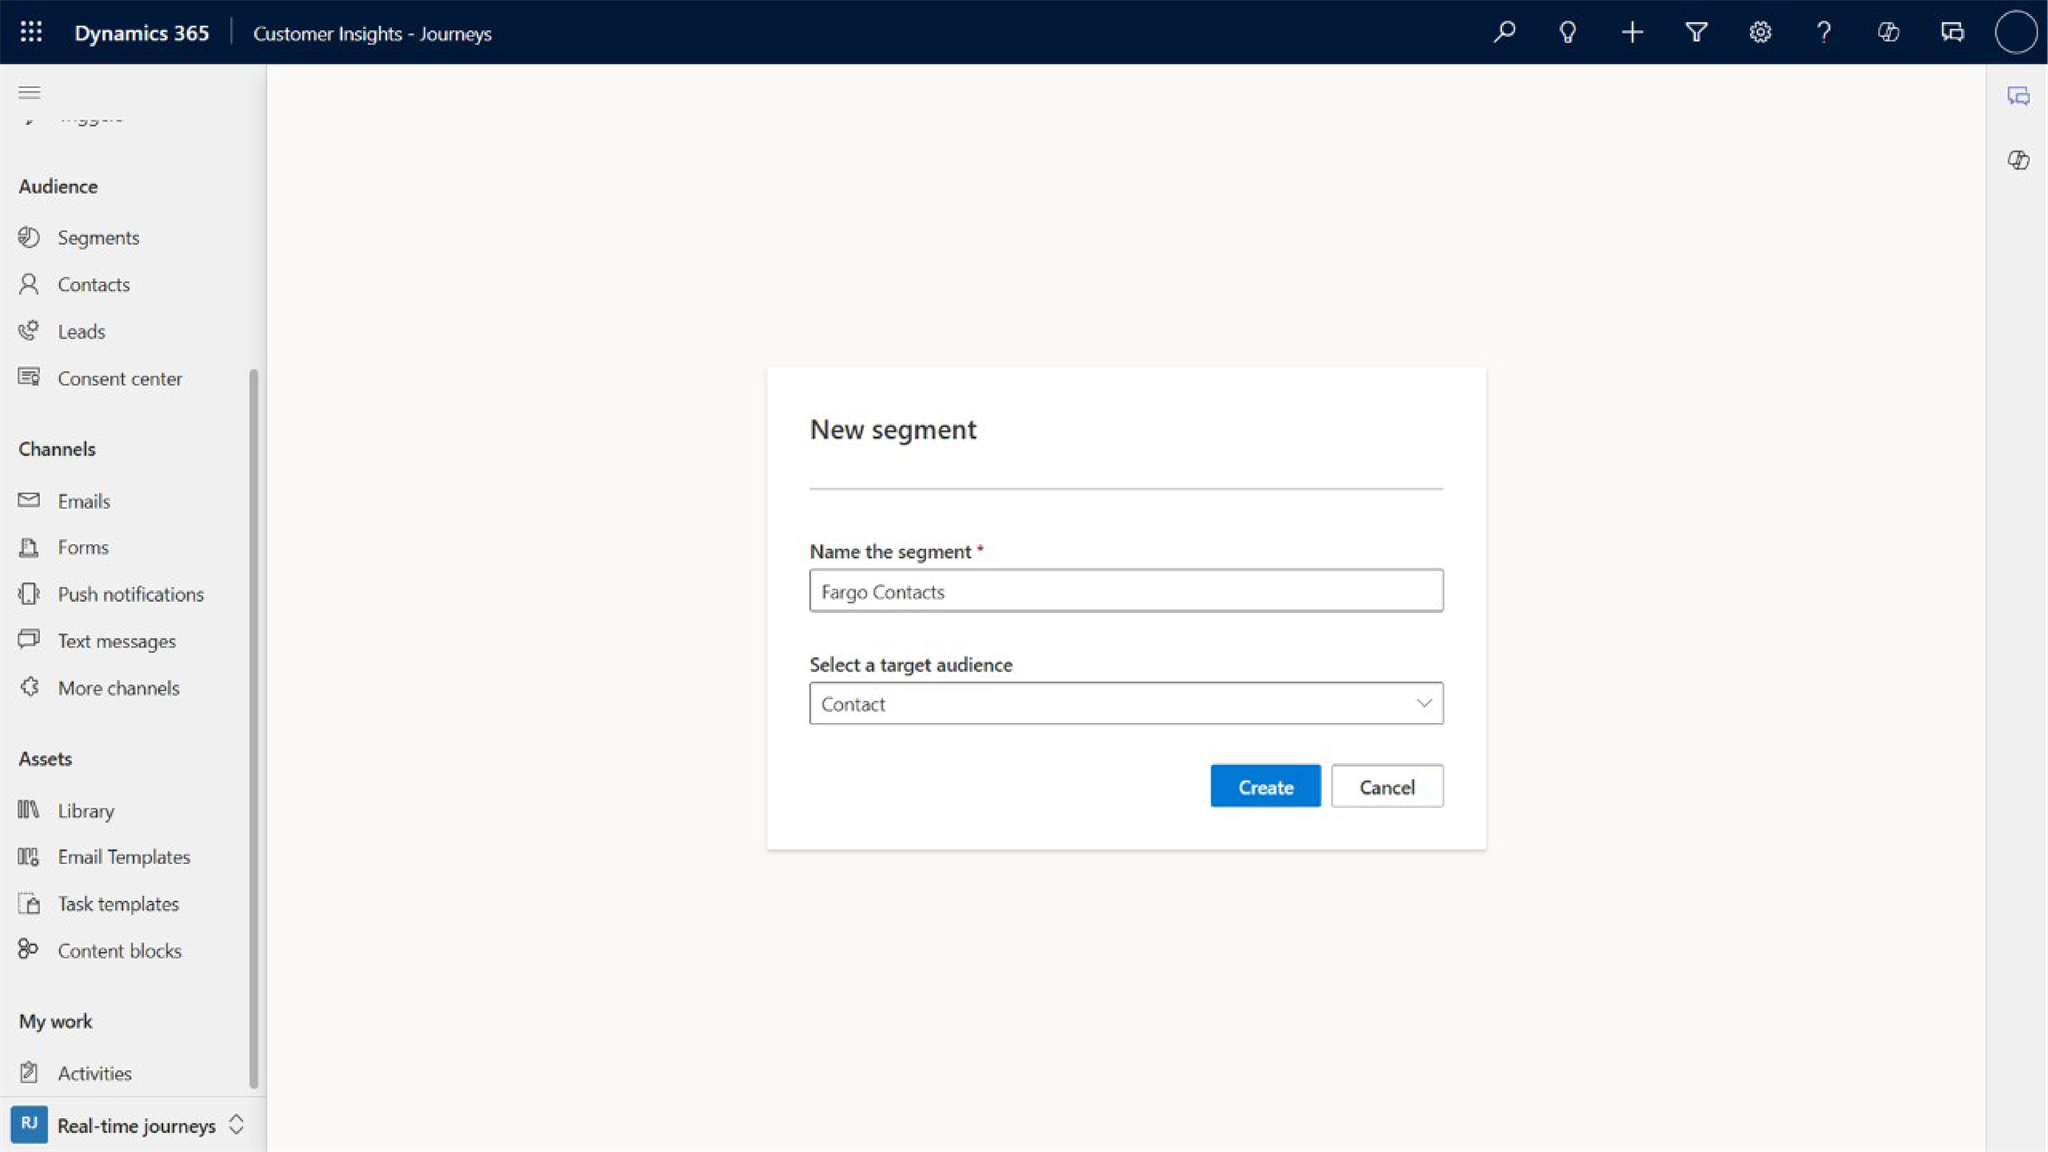 Dynamics 365
Customer Insights - Journeys
Audience
Segments
Contacts
Leads
Consent center
Channels
Emails
Forms
Push notifications
Text messages
More channels
Assets
Library
Email Templates
Task templates
Content blocks
My work
Activities
RJ Real-time journeys
New segment
Name the segment *
Fargo Contacts
Select a target audience
Contact
Create
Cancel